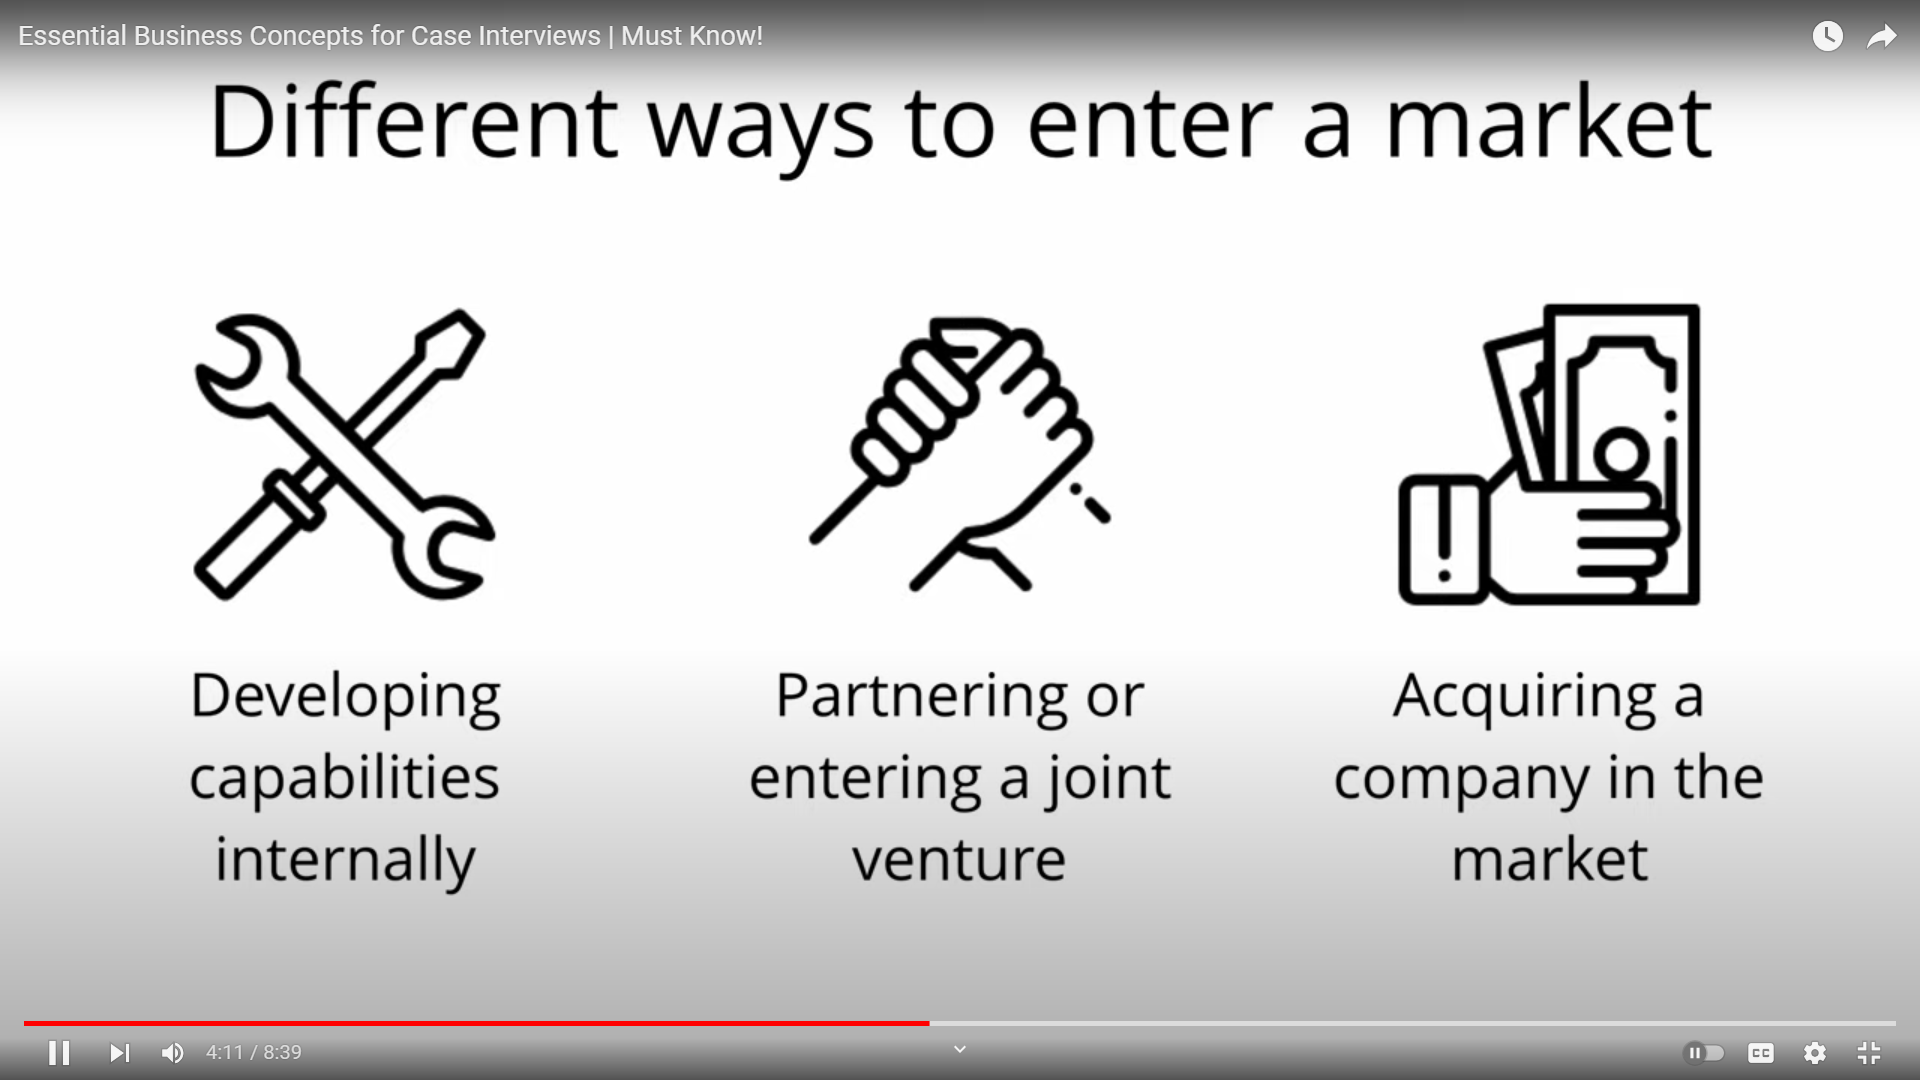 Essential Business Concepts for Case Interviews | Must Know!
Different ways to enter a market
Developing
capabilities
internally
Partnering or
entering a joint
venture
Acquiring a
company in the
market
4:11 / 8:39
CC